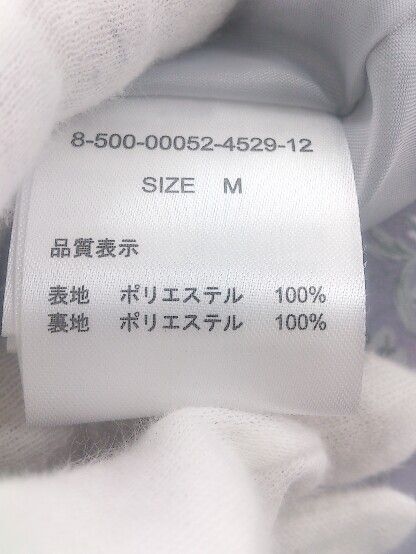 8-500-00052-4529-12
SIZE M
品質表示
表地 ポリエステル 100%
裏地 ポリエステル 100%